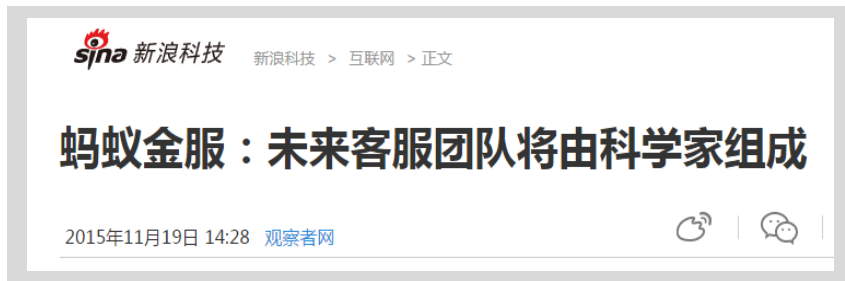 sina 新浪科技 新浪科技 > 互联网 > 正文
蚂蚁金服：未来客服团队将由科学家组成
2015年11月19日 14:28 观察者网